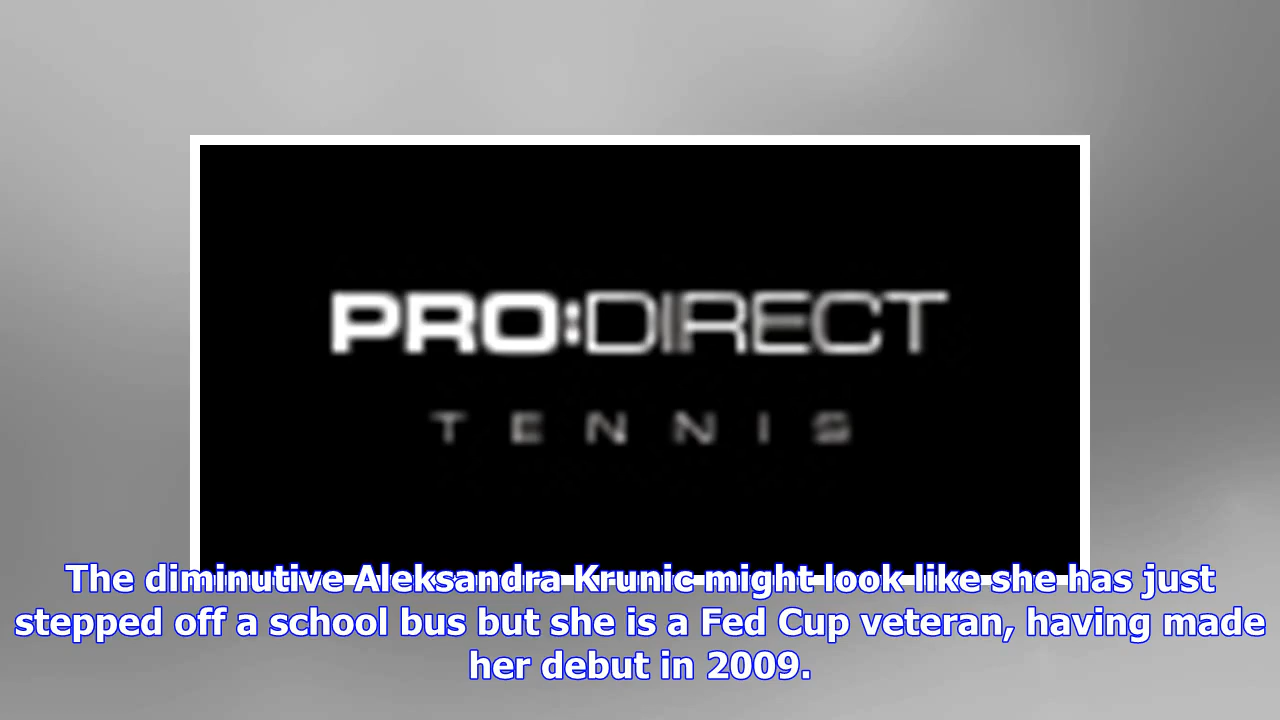 PRO:DIRECT
TENNIS
The diminutive Aleksandra Krunic might look like she has just
stepped off a school bus but she is a Fed Cup veteran, having made
her debut in 2009.